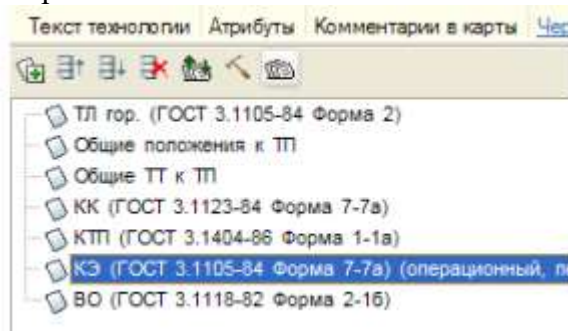 Текст технологии Атрибуты Комментарии в карты Чер
ТЛ гор. (ГОСТ 3.1105-84 Форма 2)
Общие положения к ТП
Общие ТТ к ТП
КК (ГОСТ 3.1123-84 Форма 7-7а)
КТП (ГОСТ 3.1404-86 Форма 1-1а)
КЭ (ГОСТ 3.1105-84 Форма 7-7а) (операционный, по
ВО (ГОСТ 3.1118-82 Форма 2-1б)